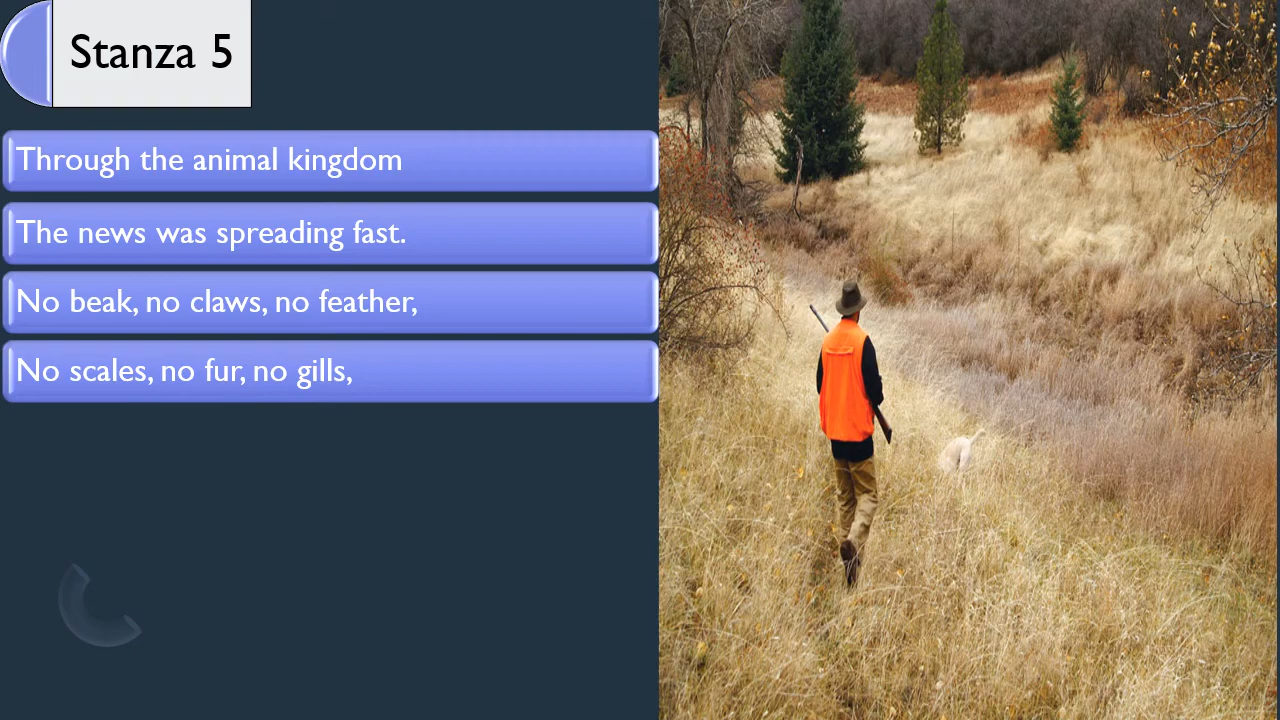 Stanza 5
Through the animal kingdom
The news was spreading fast.
No beak, no claws, no feather,
No scales, no fur, no gills,